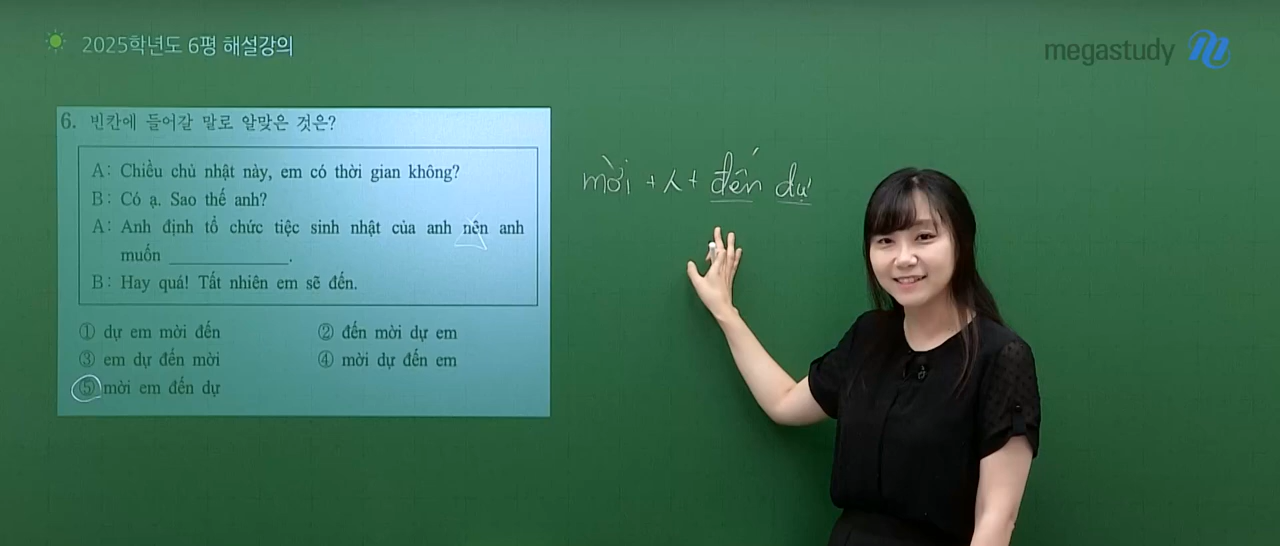 2025학년도 6평 해설강의
megastudy
6. 빈칸에 들어갈 말로 알맞은 것은?
A: Chiều chủ nhật này, em có thời gian không?
B: Có ạ. Sao thế anh?
A: Anh định tổ chức tiệc sinh nhật của anh nên anh
muốn ____________.
B: Hay quá! Tất nhiên em sẽ đến.
① dự em mời đến
② đến mời dự em
③ em dự đến mời
④ mời dự đến em
⑤ mời em đến dự
mời + 人 + đến dự